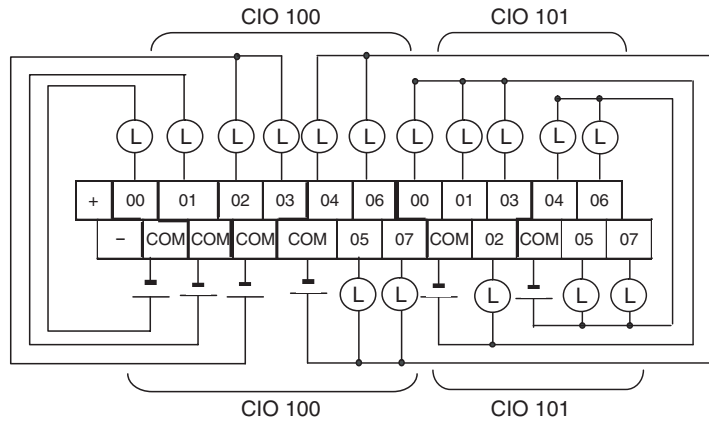 CIO 100 CIO 101
L L L L L L L L L L L
+ 00 01 02 03 04 06 00 01 03 04 06
− COM COM COM COM 05 07 COM 02 COM 05 07
L L L L L
CIO 100 CIO 101